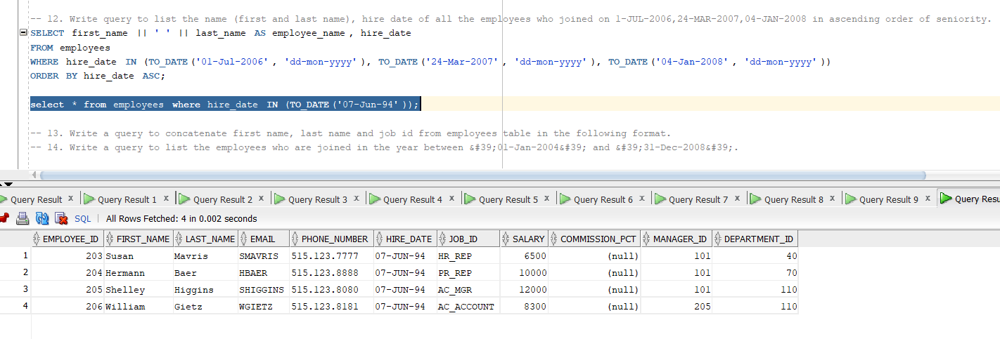 -- 12. Write query to list the name (first and last name), hire date of all the employees who joined on 1-JUL-2006,24-MAR-2007,04-JAN-2008 in ascending order of seniority.
SELECT first_name || ' ' || last_name AS employee_name, hire_date
FROM employees
WHERE hire_date IN (TO_DATE('01-Jul-2006', 'dd-mon-yyyy'), TO_DATE('24-Mar-2007', 'dd-mon-yyyy'), TO_DATE('04-Jan-2008', 'dd-mon-yyyy'))
ORDER BY hire_date ASC;
select * from employees where hire_date IN (TO_DATE('07-Jun-94'));
-- 13. Write a query to concatenate first name, last name and job id from employees table in the following format.
-- 14. Write a query to list the employees who are joined in the year between &#39;01-Jan-2004&#39; and &#39;31-Dec-2008&#39;.
Query Result x Query Result 1 x Query Result 2 x Query Result 3 x Query Result 4 x Query Result 5 x Query Result 6 x Query Result 7 x Query Result 8 x Query Result 9 x Query Resu
SQL | All Rows Fetched: 4 in 0.002 seconds
EMPLOYEE_ID FIRST_NAME LAST_NAME EMAIL PHONE_NUMBER HIRE_DATE JOB_ID SALARY COMMISSION_PCT MANAGER_ID DEPARTMENT_ID
1 203 Susan Mavris SMAVRIS 515.123.7777 07-JUN-94 HR_REP 6500 (null) 101 40
2 204 Hermann Baer HBAER 515.123.8888 07-JUN-94 PR_REP 10000 (null) 101 70
3 205 Shelley Higgins SHIGGINS 515.123.8080 07-JUN-94 AC_MGR 12000 (null) 101 110
4 206 William Gietz WGIETZ 515.123.8181 07-JUN-94 AC_ACCOUNT 8300 (null) 205 110